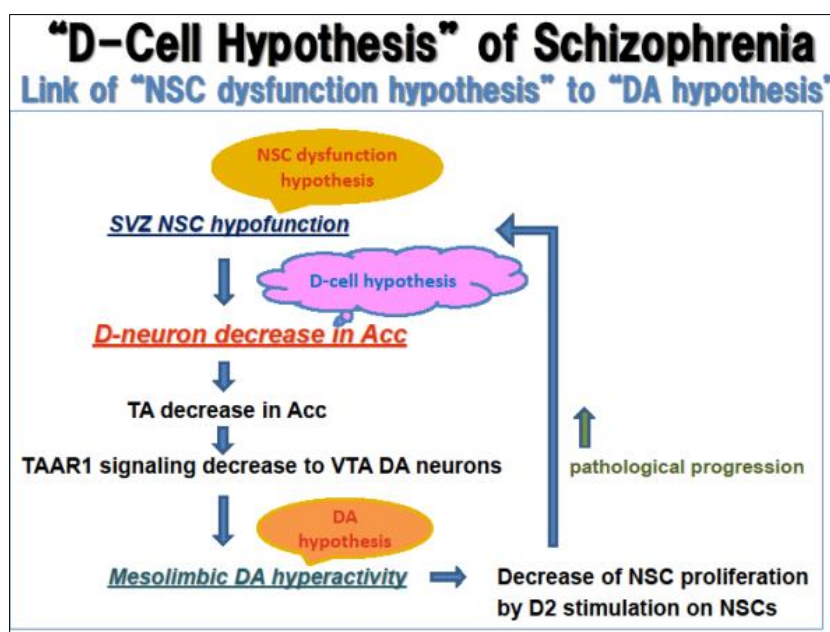 “D-Cell Hypothesis” of Schizophrenia
Link of “NSC dysfunction hypothesis” to “DA hypothesis”
NSC dysfunction
hypothesis
SVZ NSC hypofunction
D-cell hypothesis
D-neuron decrease in Acc
TA decrease in Acc
TAAR1 signaling decrease to VTA DA neurons
pathological progression
DA
hypothesis
Mesolimbic DA hyperactivity
Decrease of NSC proliferation
by D2 stimulation on NSCs